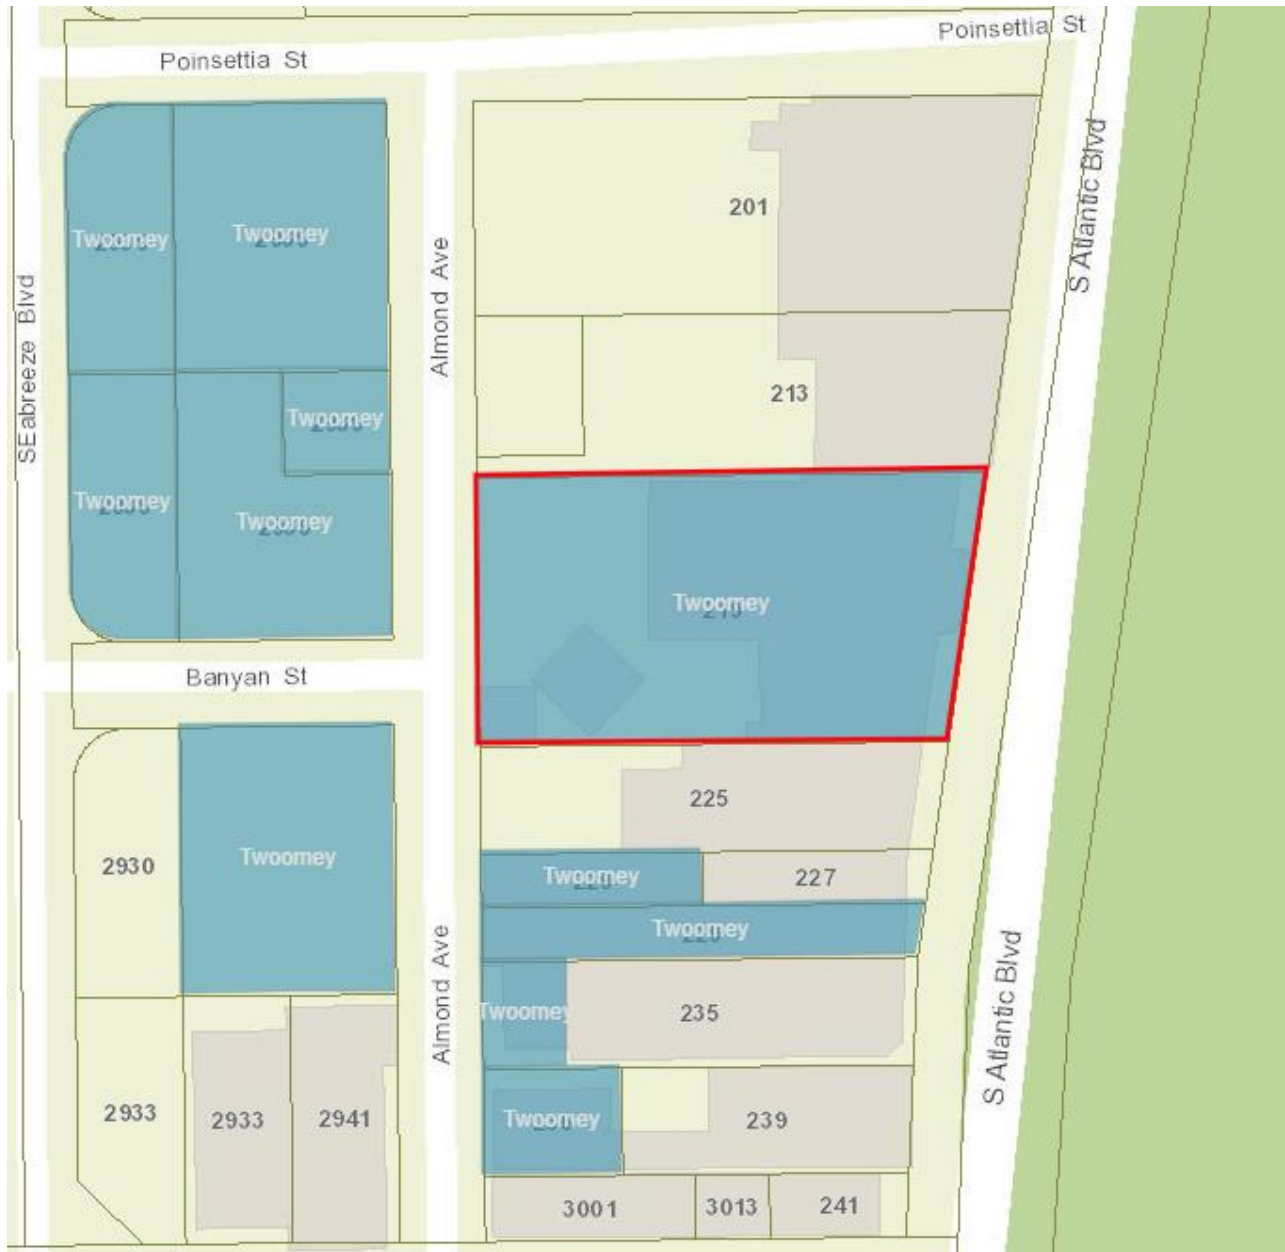 Poinsettia St
Poinsettia St
S Atlantic Blvd
201
Twoomey
Twoomey
Almond Ave
SEabreeze Blvd
213
Twoomey
Twoomey
Twoomey
Twoomey
Banyan St
225
Twoomey
2930
Twoomey
227
Twoomey
Almond Ave
S Atlantic Blvd
Twoomey
235
2933
2933
2941
Twoomey
239
3001
3013
241